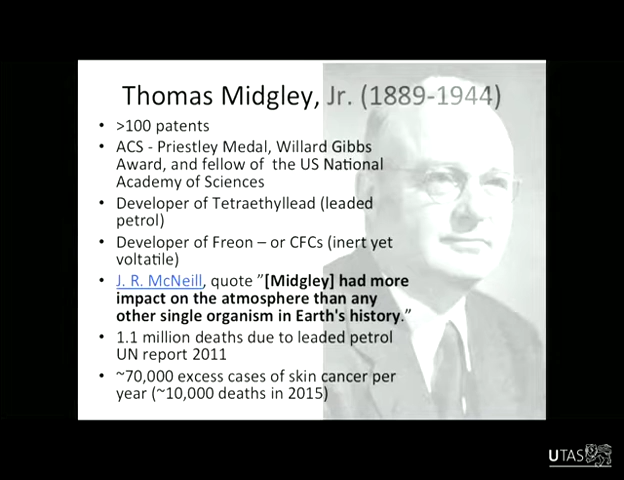 Thomas Midgley, Jr. (1889-1944)
• >100 patents
• ACS - Priestley Medal, Willard Gibbs
Award, and fellow of the US National
Academy of Sciences
• Developer of Tetraethyllead (leaded
petrol)
• Developer of Freon – or CFCs (inert yet
voltatile)
• J. R. McNeill, quote ”[Midgley] had more
impact on the atmosphere than any
other single organism in Earth's history.”
• 1.1 million deaths due to leaded petrol
UN report 2011
• ~70,000 excess cases of skin cancer per
year (~10,000 deaths in 2015)
UTAS